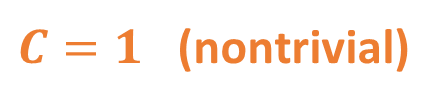 C = 1 (nontrivial)